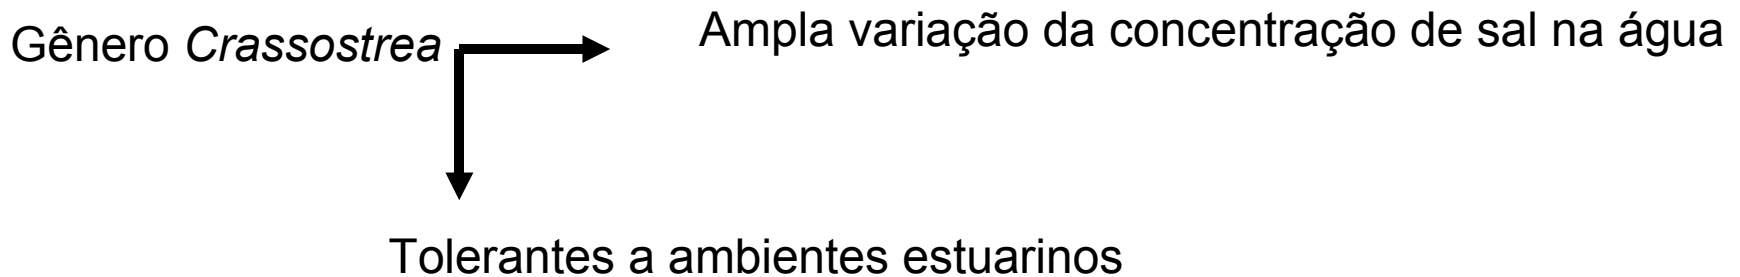 Gênero Crassostrea
Ampla variação da concentração de sal na água
Tolerantes a ambientes estuarinos